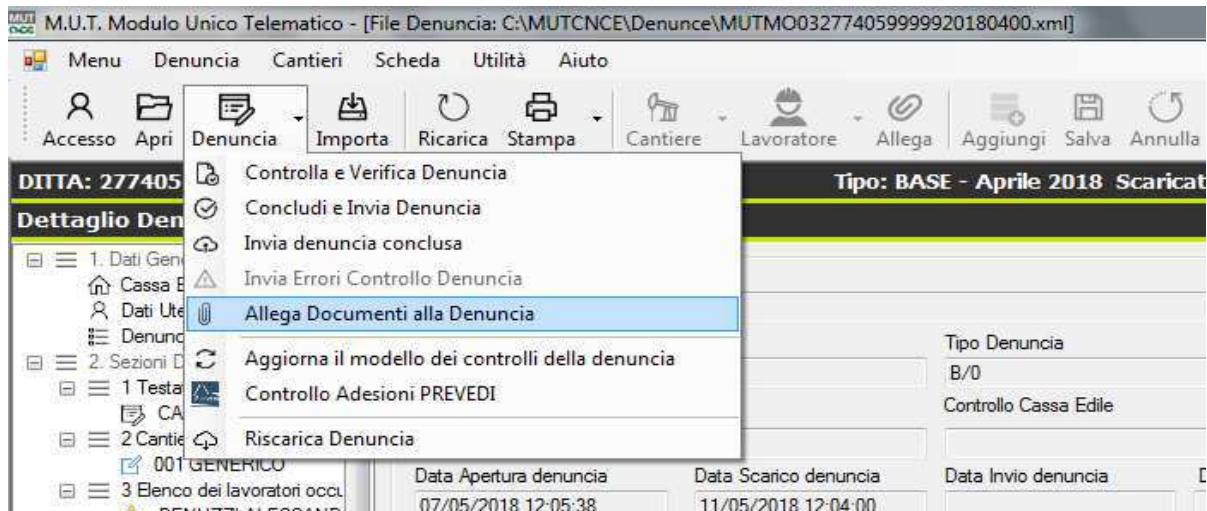 MUT CNCE M.U.T. Modulo Unico Telematico - [File Denuncia: C:\MUTCNCE\Denunce\MUTMO032774059999920180400.xml]
Menu Denuncia Cantieri Scheda Utilità Aiuto
Accesso Apri Denuncia Importa Ricarica Stampa Cantiere Lavoratore Allega Aggiungi Salva Annulla
DITTA: 277405 Tipo: BASE - Aprile 2018 Scaricat
Dettaglio Den
Controlla e Verifica Denuncia
Concludi e Invia Denuncia
Invia denuncia conclusa
Invia Errori Controllo Denuncia
Allega Documenti alla Denuncia
Aggiorna il modello dei controlli della denuncia
Controllo Adesioni PREVEDI
Riscarica Denuncia
1. Dati Gen
Cassa E
Dati Ute
Denunc
2. Sezioni D
1 Testa
CA
2 Cantie
001 GENERICO
3 Elenco dei lavoratori occu
Tipo Denuncia
B/0
Controllo Cassa Edile
Data Apertura denuncia Data Scarico denuncia Data Invio denuncia
07/05/2018 12:05:38 11/05/2018 12:04:00